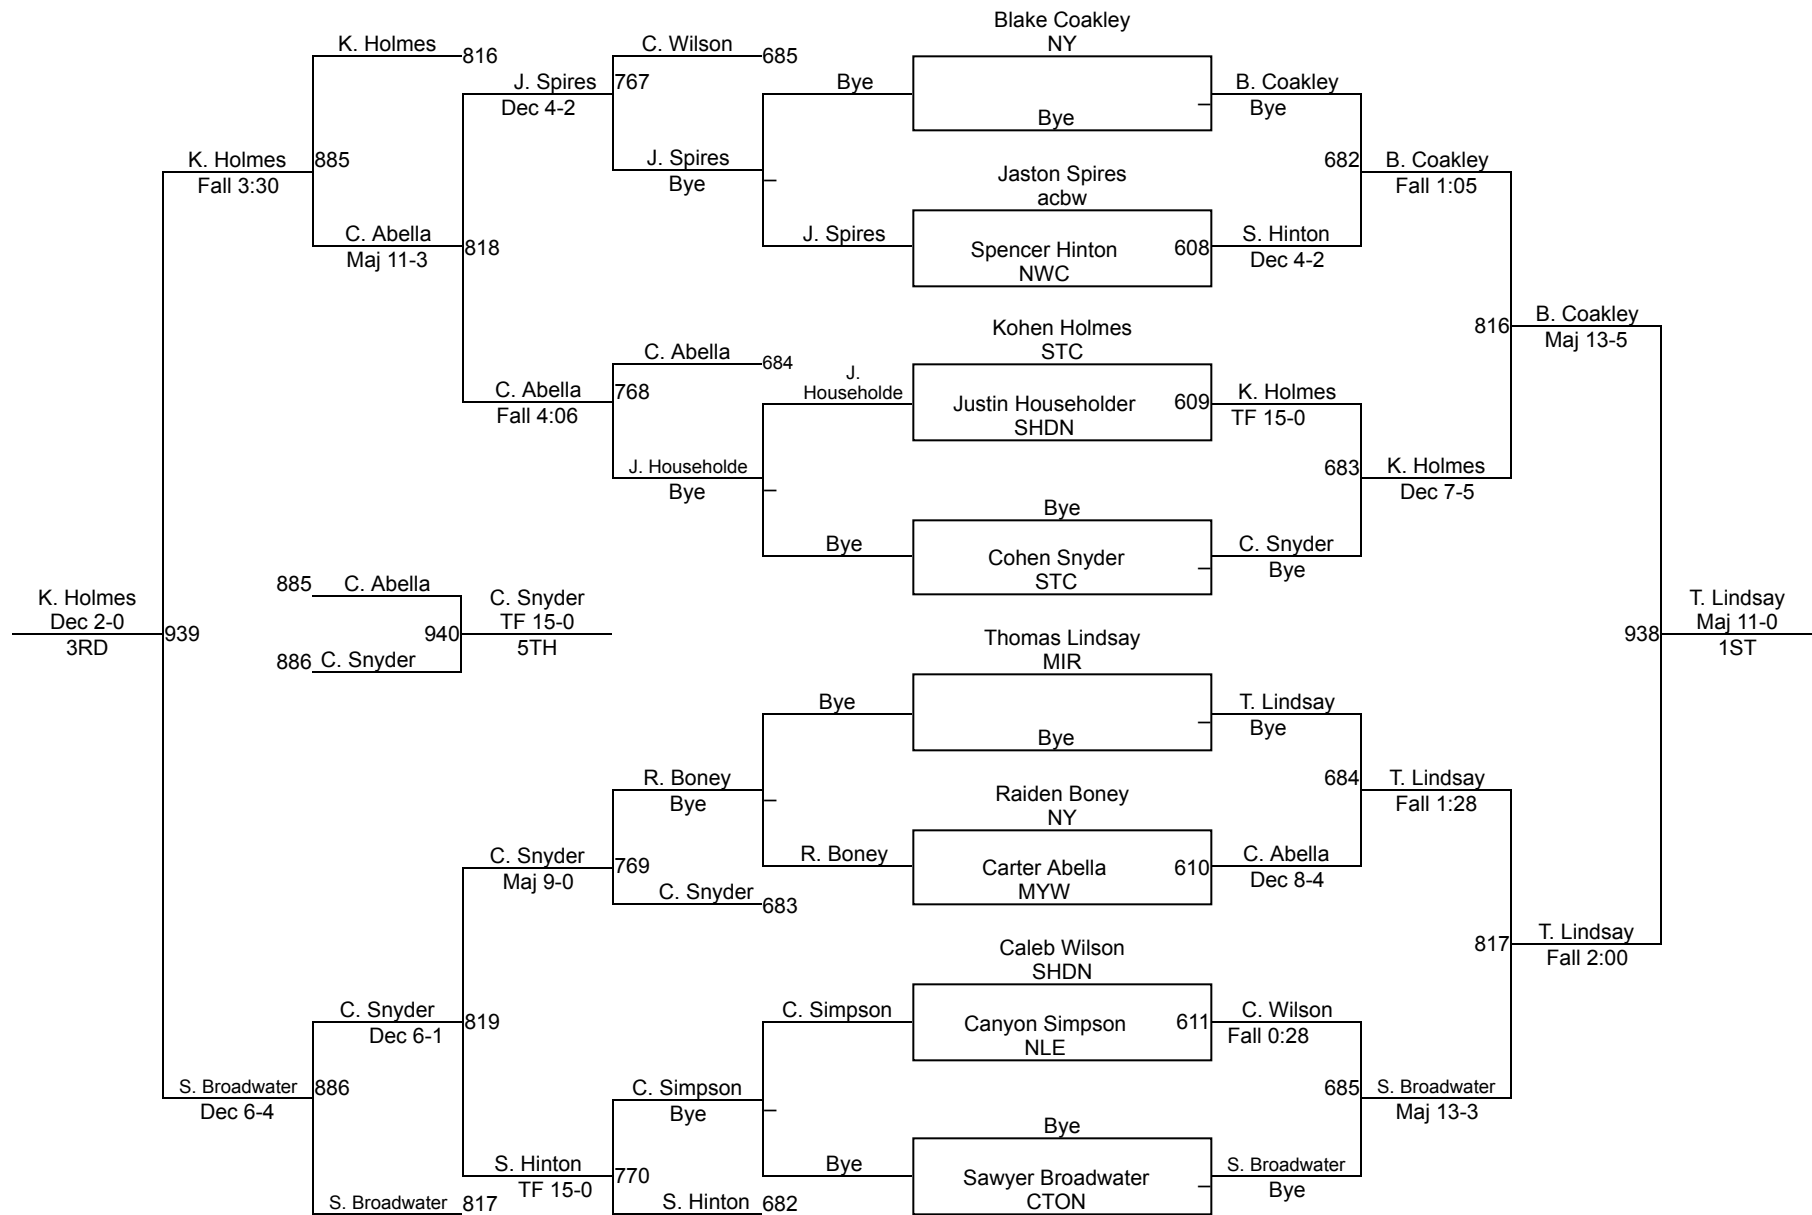 Blake Coakley
NY
K. Holmes
816
C. Wilson
685
J. Spires
767
Dec 4-2
Bye
B. Coakley
Bye
Bye
K. Holmes
885
Fall 3:30
J. Spires
Bye
Jaston Spires
acbw
682
B. Coakley
Fall 1:05
C. Abella
818
Maj 11-3
J. Spires
Spencer Hinton
NWC
608
S. Hinton
Dec 4-2
Kohen Holmes
STC
816
B. Coakley
Maj 13-5
C. Abella
684
C. Abella
768
Fall 4:06
J.
Householde
Justin Householder
SHDN
609
K. Holmes
TF 15-0
J. Householde
Bye
683
K. Holmes
Dec 7-5
Bye
Bye
Cohen Snyder
STC
C. Snyder
Bye
885
C. Abella
K. Holmes
Dec 2-0
3RD
939
940
C. Snyder
TF 15-0
5TH
886
C. Snyder
Thomas Lindsay
MIR
938
T. Lindsay
Maj 11-0
1ST
Bye
Bye
T. Lindsay
Bye
R. Boney
Bye
Raiden Boney
NY
684
T. Lindsay
Fall 1:28
C. Snyder
769
Maj 9-0
R. Boney
Carter Abella
MYW
610
C. Abella
Dec 8-4
C. Snyder
683
Caleb Wilson
SHDN
817
T. Lindsay
Fall 2:00
C. Snyder
819
Dec 6-1
C. Simpson
Canyon Simpson
NLE
611
C. Wilson
Fall 0:28
S. Broadwater
886
Dec 6-4
C. Simpson
Bye
685
S. Broadwater
Maj 13-3
Bye
S. Hinton
770
TF 15-0
Bye
Sawyer Broadwater
CTON
S. Broadwater
Bye
S. Broadwater
817
S. Hinton
682